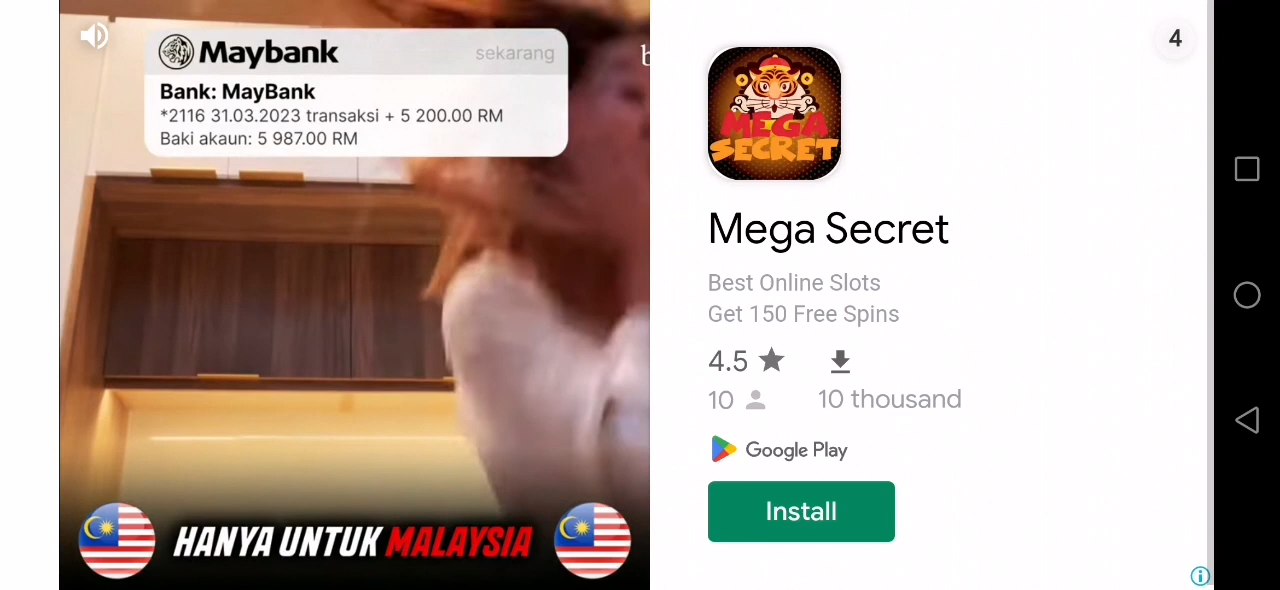 Maybank
sekarang
Bank: MayBank
*2116 31.03.2023 transaksi + 5 200.00 RM
Baki akaun: 5 987.00 RM
HANYA UNTUK MALAYSIA
4
MEGA
SECRET
Mega Secret
Best Online Slots
Get 150 Free Spins
4.5
10
10 thousand
Google Play
Install